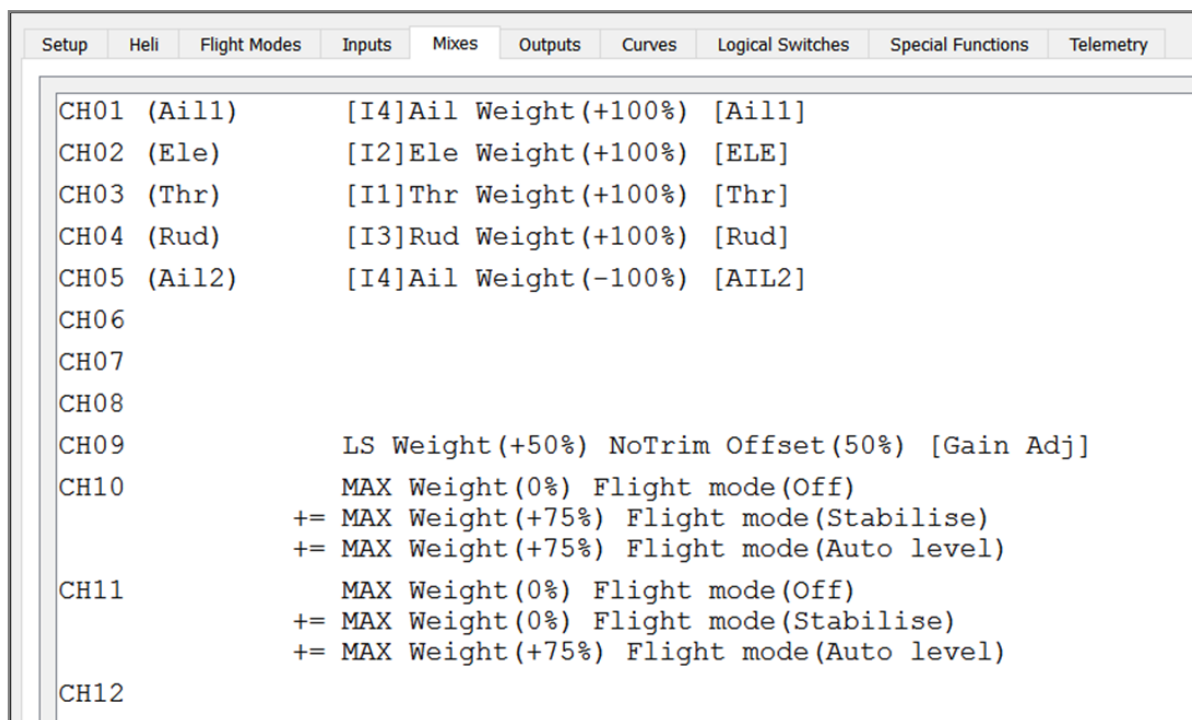 Setup Heli Flight Modes Inputs Mixes Outputs Curves Logical Switches Special Functions Telemetry
CH01 (Ail1) [I4]Ail Weight(+100%) [Ail1]
CH02 (Ele) [I2]Ele Weight(+100%) [ELE]
CH03 (Thr) [I1]Thr Weight(+100%) [Thr]
CH04 (Rud) [I3]Rud Weight(+100%) [Rud]
CH05 (Ail2) [I4]Ail Weight(-100%) [AIL2]
CH06
CH07
CH08
CH09 LS Weight(+50%) NoTrim Offset(50%) [Gain Adj]
CH10 MAX Weight(0%) Flight mode(Off)
+= MAX Weight(+75%) Flight mode(Stabilise)
+= MAX Weight(+75%) Flight mode(Auto level)
CH11 MAX Weight(0%) Flight mode(Off)
+= MAX Weight(0%) Flight mode(Stabilise)
+= MAX Weight(+75%) Flight mode(Auto level)
CH12